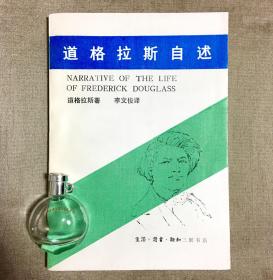 道格拉斯自述
NARRATIVE OF THE LIFE
OF FREDERICK DOUGLASS
道格拉斯著 李文俊译
生活·读书·新知三联书店